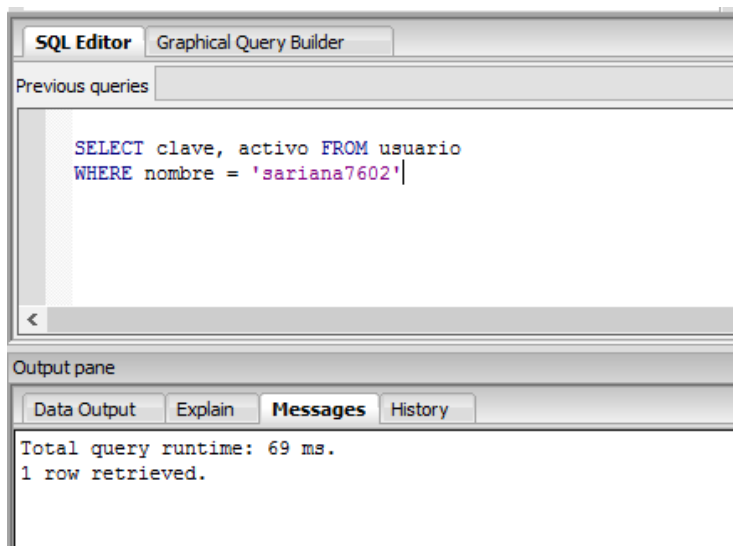 SQL Editor Graphical Query Builder
Previous queries
SELECT clave, activo FROM usuario
WHERE nombre = 'sariana7602'
Output pane
Data Output Explain Messages History
Total query runtime: 69 ms.
1 row retrieved.